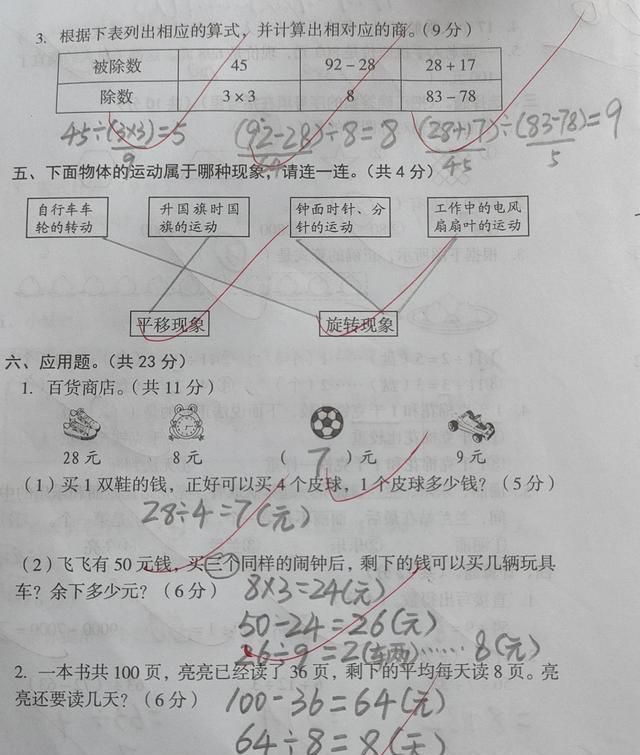 3. 根据下表列出相应的算式，并计算出相对应的商。（9 分）
被除数 45 92－28 28＋17
除数 3×3 8 83－78
45÷(3×3)=5 (92-28)÷8=8 (28+17)÷(83-78)=9
9 64 45 5
五、下面物体的运动属于哪种现象，请连一连。（共 4 分）
自行车车 升国旗时国 钟面时针、分 工作中的电风
轮的转动 旗的运动 针的运动 扇扇叶的运动
平移现象 旋转现象
六、应用题。（共 23 分）
1. 百货商店。（共 11 分）
28 元 8 元 （ 7 ）元 9 元
（1）买 1 双鞋的钱，正好可以买 4 个皮球，1 个皮球多少钱？（5 分）
28÷4=7(元)
（2）飞飞有 50 元钱，买三个同样的闹钟后，剩下的钱可以买几辆玩具
车？余下多少元？（6 分） 8×3=24(元)
50-24=26(元)
26÷9=2(辆)……8(元)
2. 一本书共 100 页，亮亮已经读了 36 页，剩下的平均每天读 8 页。亮
亮还要读几天？（6 分） 100-36=64(元)
64÷8=8(天)